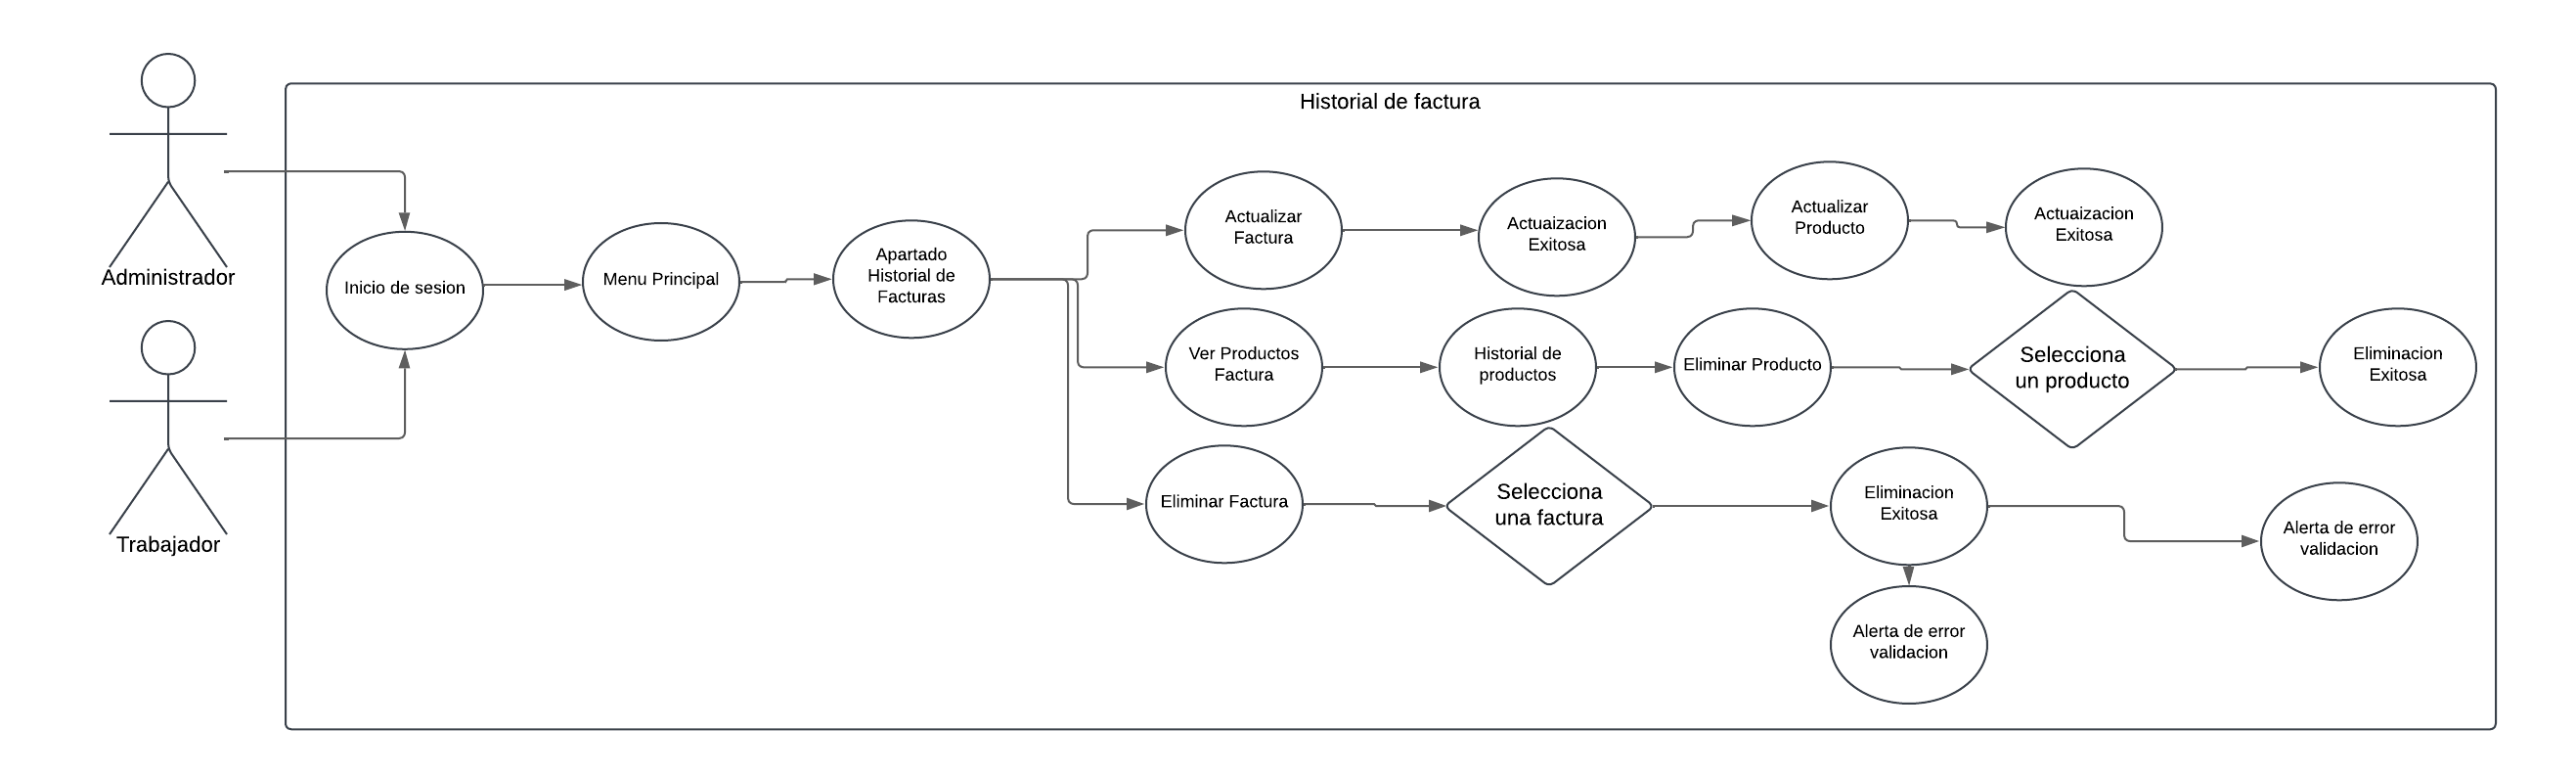 Historial de factura
Administrador
Trabajador
Inicio de sesion
Menu Principal
Apartado
Historial de
Facturas
Actualizar
Factura
Actuaizacion
Exitosa
Actualizar
Producto
Actuaizacion
Exitosa
Ver Productos
Factura
Historial de
productos
Eliminar Producto
Selecciona
un producto
Eliminacion
Exitosa
Eliminar Factura
Selecciona
una factura
Eliminacion
Exitosa
Alerta de error
validacion
Alerta de error
validacion